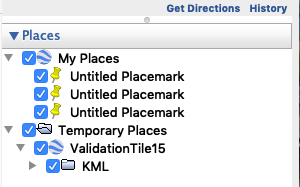 Get Directions History
Places
My Places
Untitled Placemark
Untitled Placemark
Untitled Placemark
Temporary Places
ValidationTile15
KML